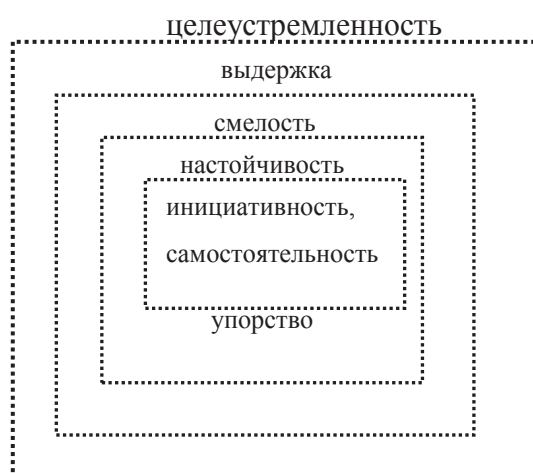 целеустремленность
выдержка
смелость
настойчивость
инициативность,
самостоятельность
упорство